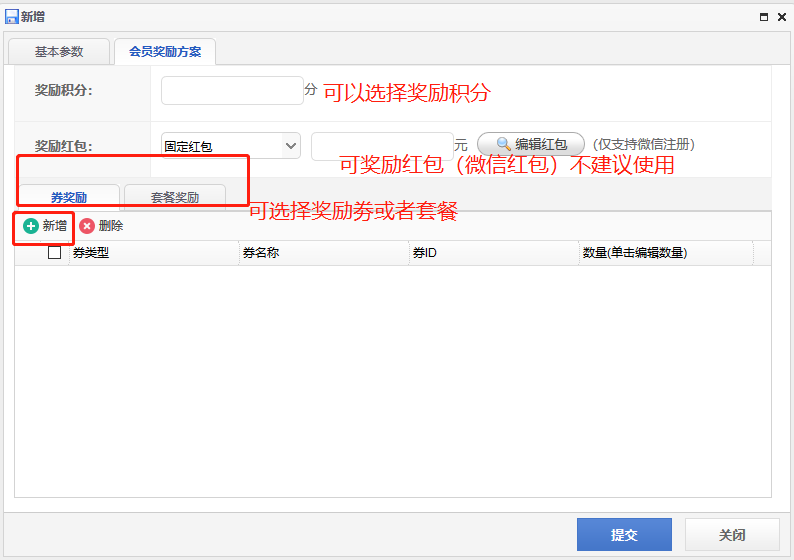 新增
基本参数 会员奖励方案
奖励积分: 分 可以选择奖励积分
奖励红包: 固定红包 元 编辑红包 (仅支持微信注册)
可奖励红包（微信红包）不建议使用
券奖励 套餐奖励
可选择奖励券或者套餐
新增 删除
券类型 券名称 券ID 数量(单击编辑数量)
提交 关闭